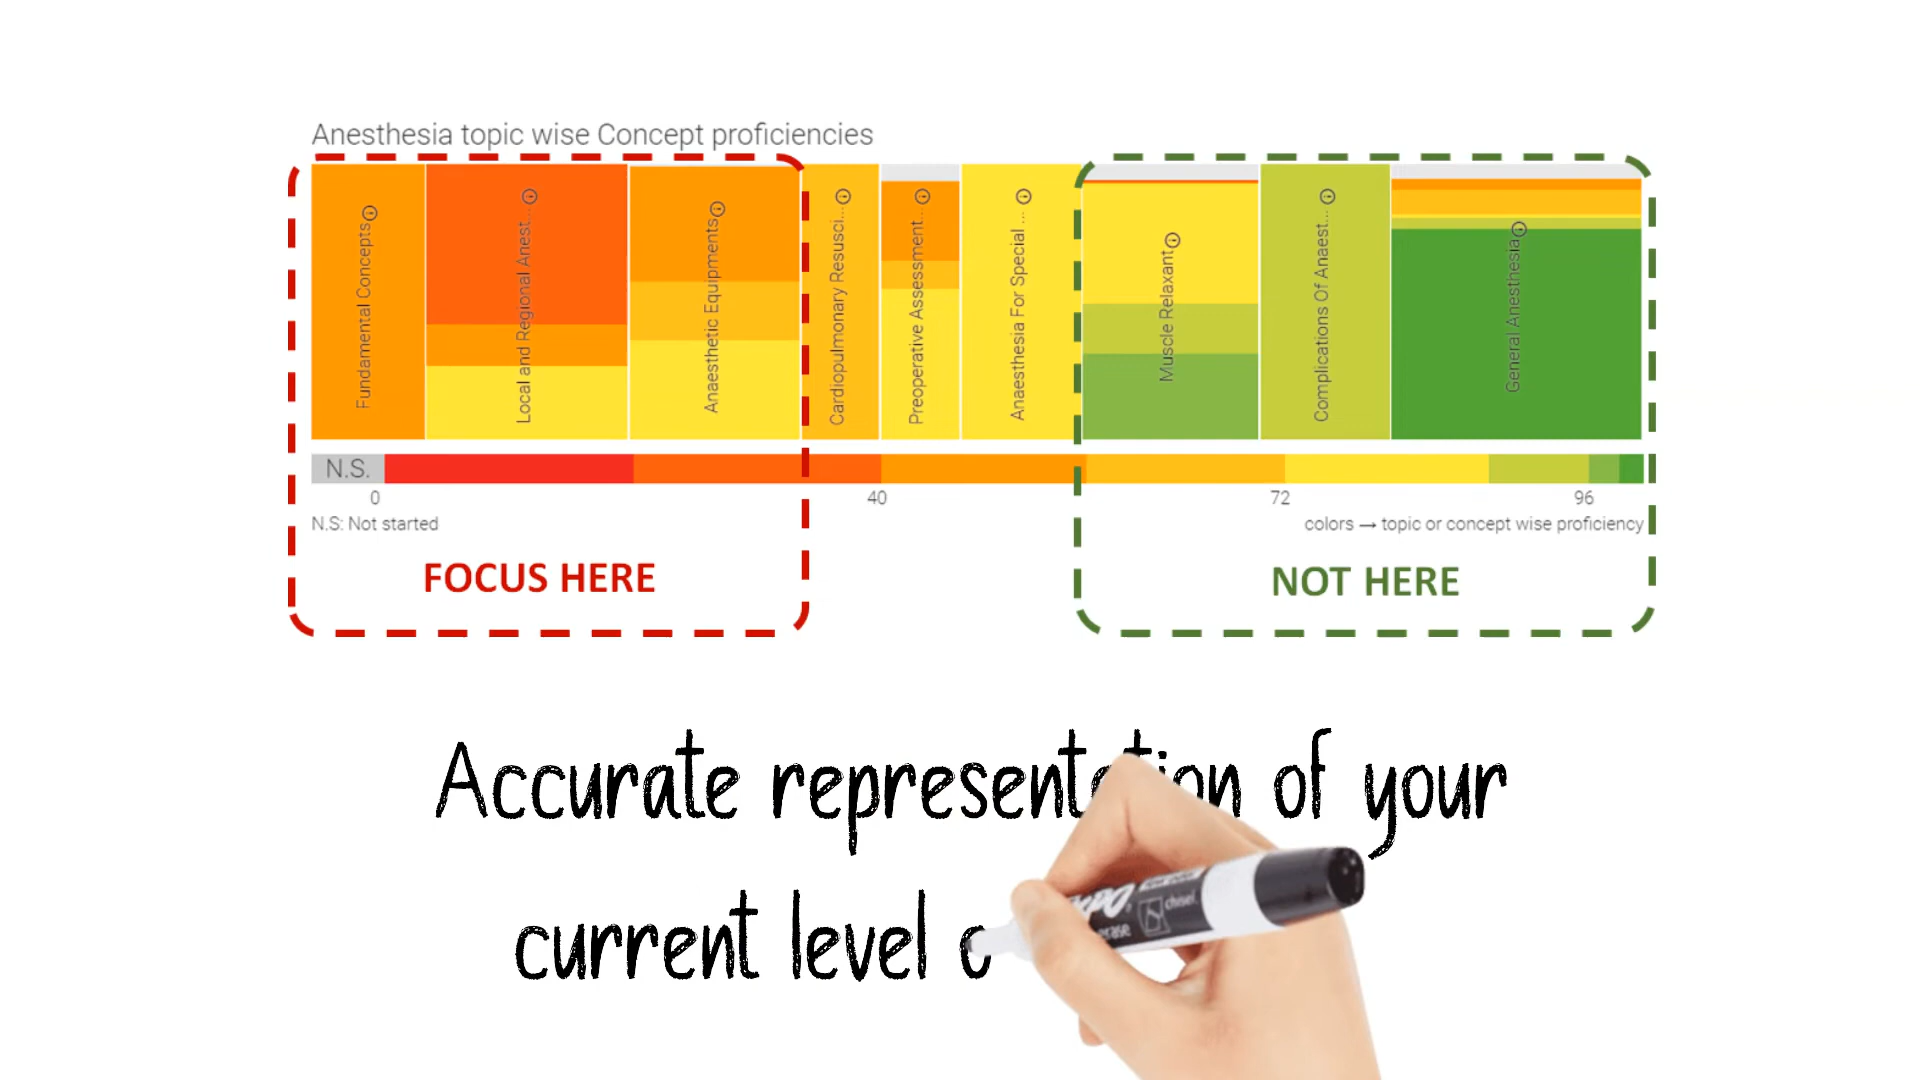 Anesthesia topic wise Concept proficiencies
Fundamental Concepts
Local and Regional Anest...
Anaesthetic Equipments
Cardiopulmonary Resusci...
Preoperative Assessment...
Anaesthesia For Special ...
Muscle Relaxant
Complications Of Anaest...
General Anesthesia
N.S.
0 40 72 96
N.S: Not started
colors → topic or concept wise proficiency
FOCUS HERE
NOT HERE
Accurate representation of your
current level
chisel
erase